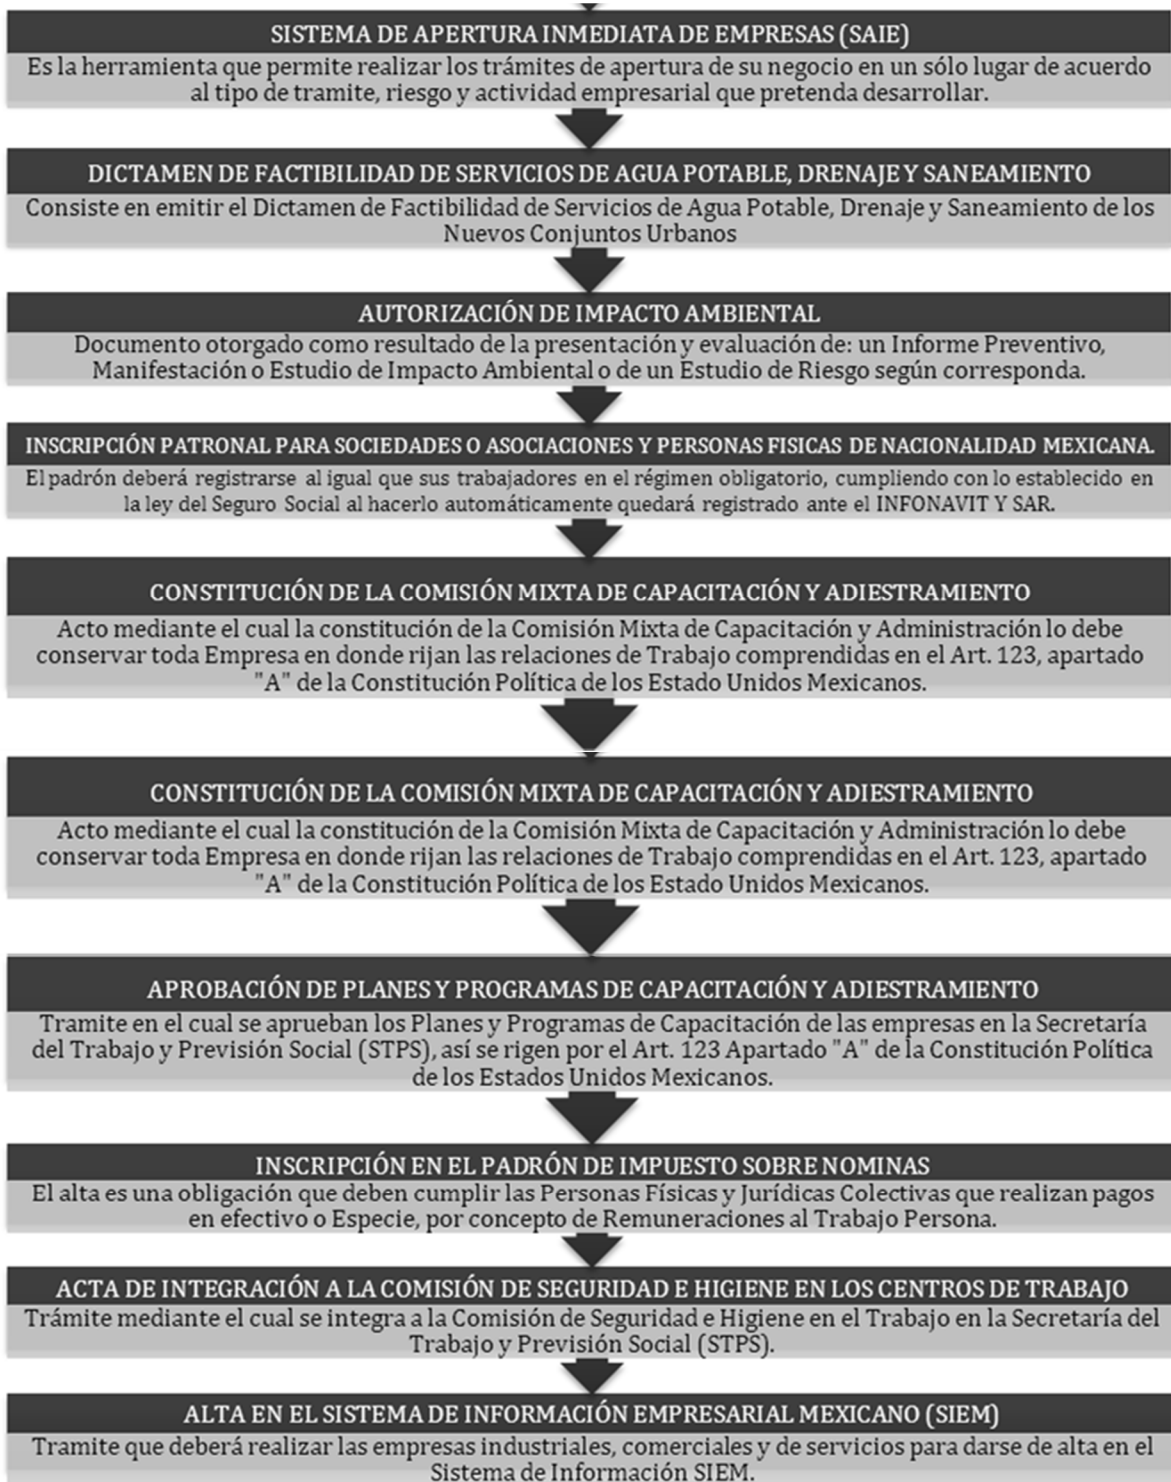 SISTEMA DE APERTURA INMEDIATA DE EMPRESAS (SAIE)
Es la herramienta que permite realizar los trámites de apertura de su negocio en un sólo lugar de acuerdo
al tipo de tramite, riesgo y actividad empresarial que pretenda desarrollar.
DICTAMEN DE FACTIBILIDAD DE SERVICIOS DE AGUA POTABLE, DRENAJE Y SANEAMIENTO
Consiste en emitir el Dictamen de Factibilidad de Servicios de Agua Potable, Drenaje y Saneamiento de los
Nuevos Conjuntos Urbanos
AUTORIZACIÓN DE IMPACTO AMBIENTAL
Documento otorgado como resultado de la presentación y evaluación de: un Informe Preventivo,
Manifestación o Estudio de Impacto Ambiental o de un Estudio de Riesgo según corresponda.
INSCRIPCIÓN PATRONAL PARA SOCIEDADES O ASOCIACIONES Y PERSONAS FISICAS DE NACIONALIDAD MEXICANA.
El padrón deberá registrarse al igual que sus trabajadores en el régimen obligatorio, cumpliendo con lo establecido en
la ley del Seguro Social al hacerlo automáticamente quedará registrado ante el INFONAVIT Y SAR.
CONSTITUCIÓN DE LA COMISIÓN MIXTA DE CAPACITACIÓN Y ADIESTRAMIENTO
Acto mediante el cual la constitución de la Comisión Mixta de Capacitación y Administración lo debe
conservar toda Empresa en donde rijan las relaciones de Trabajo comprendidas en el Art. 123, apartado
"A" de la Constitución Política de los Estado Unidos Mexicanos.
CONSTITUCIÓN DE LA COMISIÓN MIXTA DE CAPACITACIÓN Y ADIESTRAMIENTO
Acto mediante el cual la constitución de la Comisión Mixta de Capacitación y Administración lo debe
conservar toda Empresa en donde rijan las relaciones de Trabajo comprendidas en el Art. 123, apartado
"A" de la Constitución Política de los Estado Unidos Mexicanos.
APROBACIÓN DE PLANES Y PROGRAMAS DE CAPACITACIÓN Y ADIESTRAMIENTO
Tramite en el cual se aprueban los Planes y Programas de Capacitación de las empresas en la Secretaría
del Trabajo y Previsión Social (STPS), así se rigen por el Art. 123 Apartado "A" de la Constitución Política
de los Estados Unidos Mexicanos.
INSCRIPCIÓN EN EL PADRÓN DE IMPUESTO SOBRE NOMINAS
El alta es una obligación que deben cumplir las Personas Físicas y Jurídicas Colectivas que realizan pagos
en efectivo o Especie, por concepto de Remuneraciones al Trabajo Persona.
ACTA DE INTEGRACIÓN A LA COMISIÓN DE SEGURIDAD E HIGIENE EN LOS CENTROS DE TRABAJO
Trámite mediante el cual se integra a la Comisión de Seguridad e Higiene en el Trabajo en la Secretaría del
Trabajo y Previsión Social (STPS).
ALTA EN EL SISTEMA DE INFORMACIÓN EMPRESARIAL MEXICANO (SIEM)
Tramite que deberá realizar las empresas industriales, comerciales y de servicios para darse de alta en el
Sistema de Información SIEM.